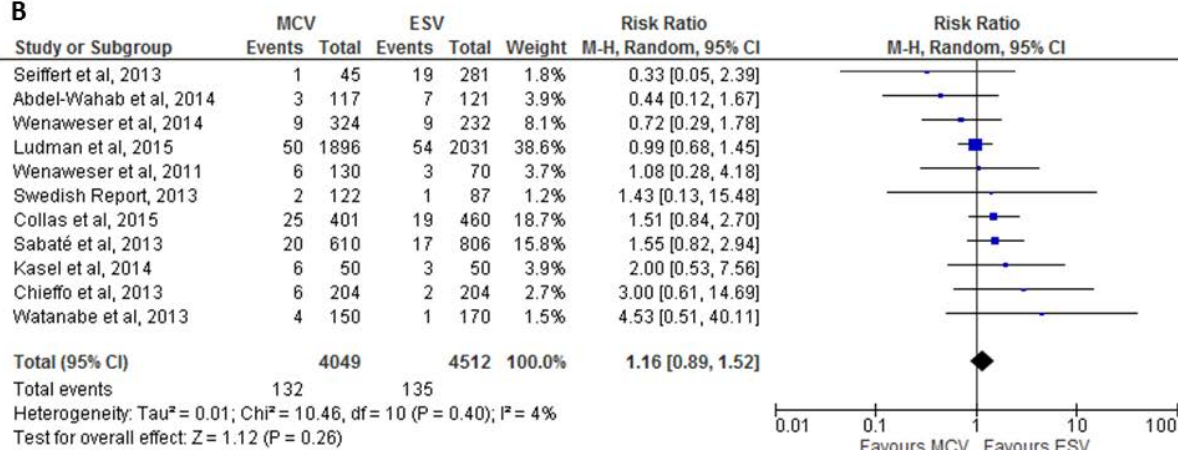 B
MCV ESV Risk Ratio Risk Ratio
Study or Subgroup Events Total Events Total Weight M-H, Random, 95% CI M-H, Random, 95% CI
Seiffert et al, 2013 1 45 19 281 1.8% 0.33 [0.05, 2.39]
Abdel-Wahab et al, 2014 3 117 7 121 3.9% 0.44 [0.12, 1.67]
Wenaweser et al, 2014 9 324 9 232 8.1% 0.72 [0.29, 1.78]
Ludman et al, 2015 50 1896 54 2031 38.6% 0.99 [0.68, 1.45]
Wenaweser et al, 2011 6 130 3 70 3.7% 1.08 [0.28, 4.18]
Swedish Report, 2013 2 122 1 87 1.2% 1.43 [0.13, 15.48]
Collas et al, 2015 25 401 19 460 18.7% 1.51 [0.84, 2.70]
Sabaté et al, 2013 20 610 17 806 15.8% 1.55 [0.82, 2.94]
Kasel et al, 2014 6 50 3 50 3.9% 2.00 [0.53, 7.56]
Chieffo et al, 2013 6 204 2 204 2.7% 3.00 [0.61, 14.69]
Watanabe et al, 2013 4 150 1 170 1.5% 4.53 [0.51, 40.11]
Total (95% CI) 4049 4512 100.0% 1.16 [0.89, 1.52]
Total events 132 135
Heterogeneity: Tau² = 0.01; Chi² = 10.46, df = 10 (P = 0.40); I² = 4%
Test for overall effect: Z = 1.12 (P = 0.26)
0.01 0.1 1 10 100
Favours MCV Favours ESV